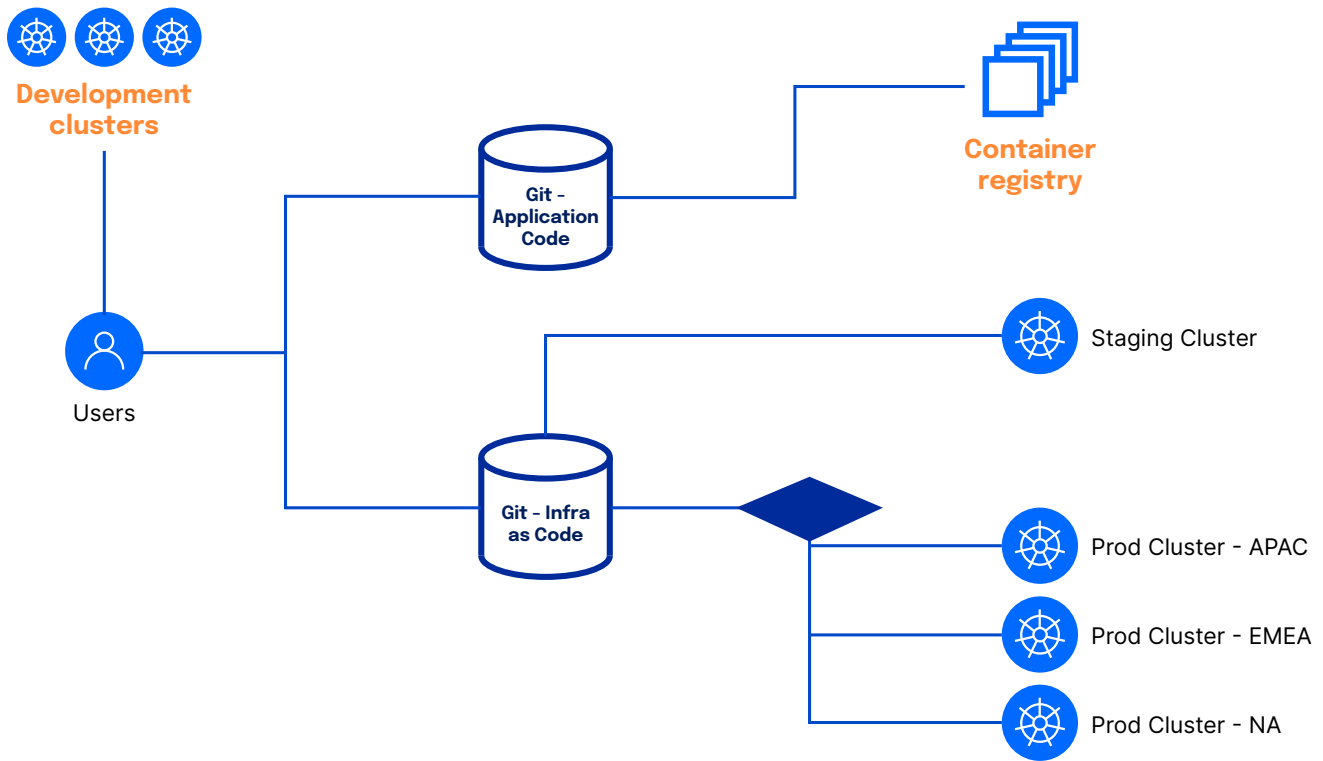 Development
clusters
Git -
Application
Code
Container
registry
Staging Cluster
Users
Git - Infra
as Code
Prod Cluster - APAC
Prod Cluster - EMEA
Prod Cluster - NA